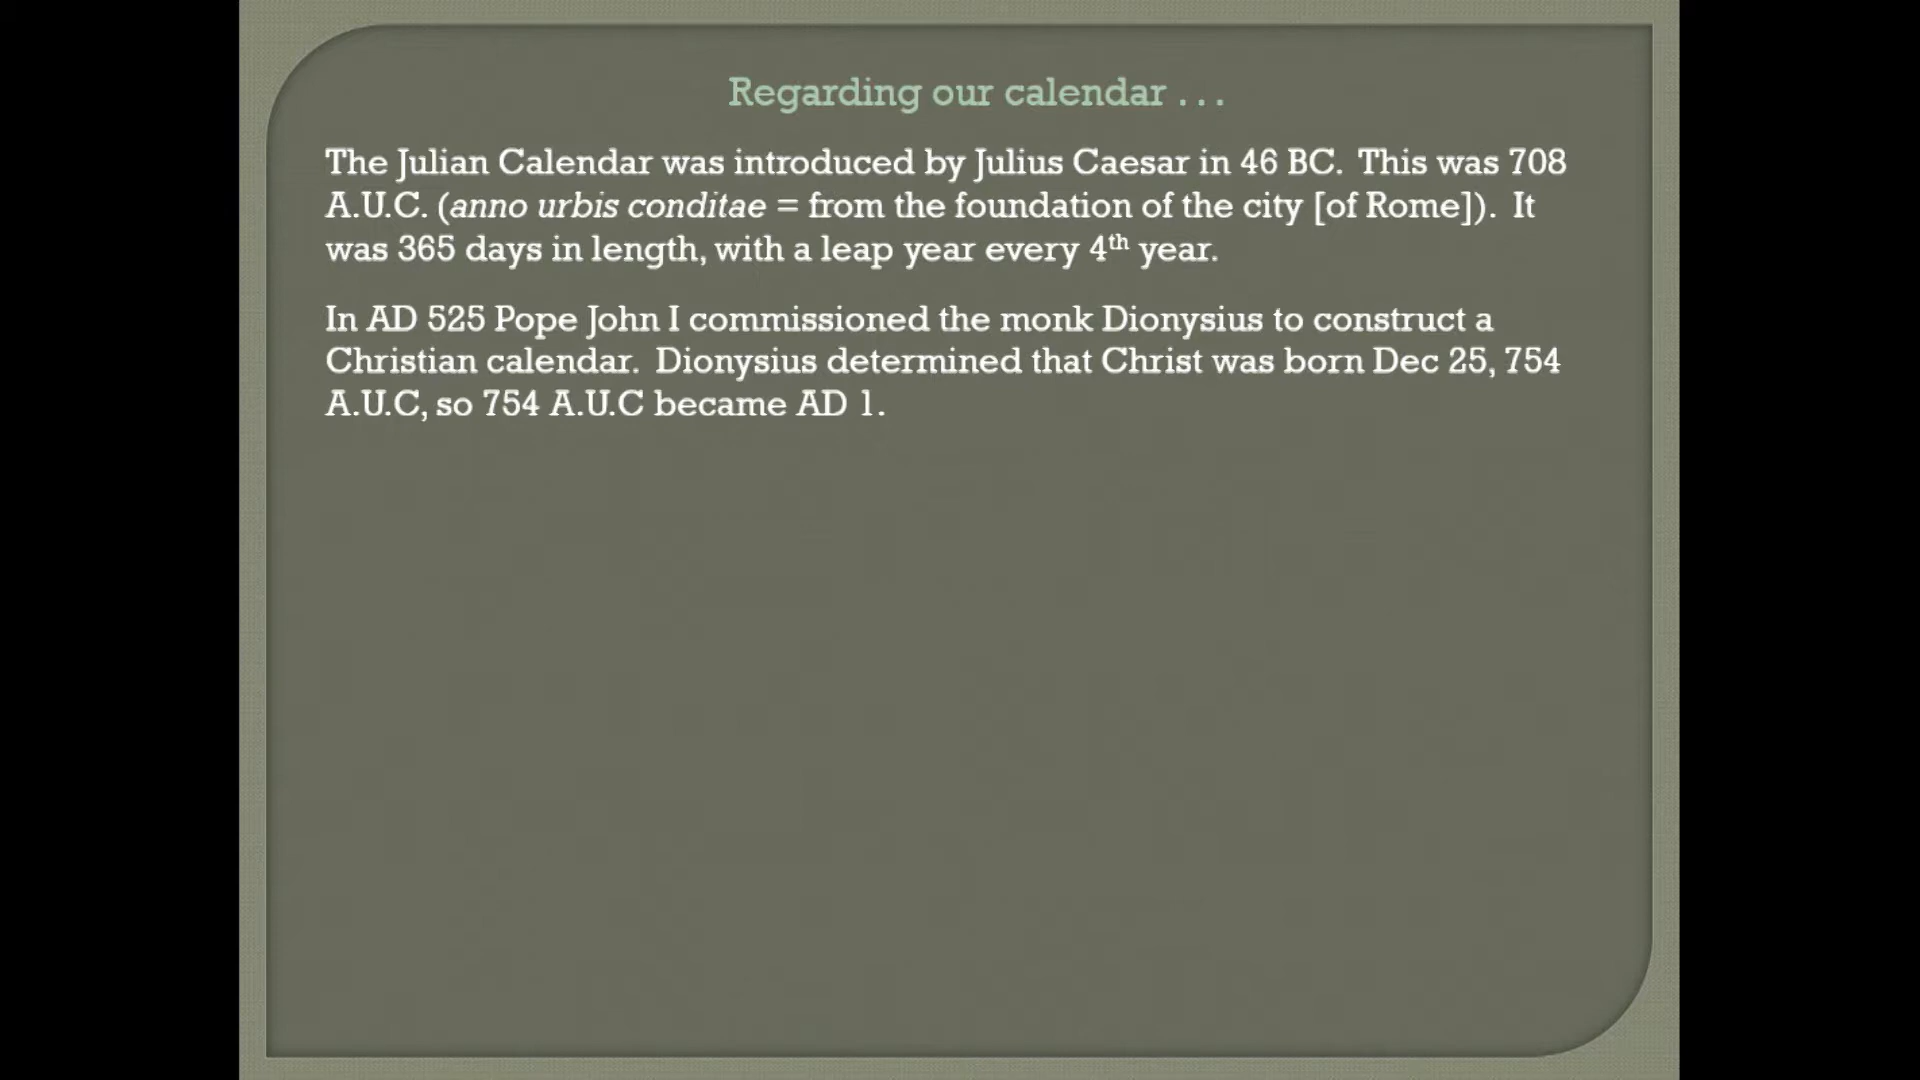 Regarding our calendar . . .
The Julian Calendar was introduced by Julius Caesar in 46 BC.  This was 708
A.U.C. (anno urbis conditae = from the foundation of the city [of Rome]).  It
was 365 days in length, with a leap year every 4th year.
In AD 525 Pope John I commissioned the monk Dionysius to construct a
Christian calendar.  Dionysius determined that Christ was born Dec 25, 754
A.U.C, so 754 A.U.C became AD 1.